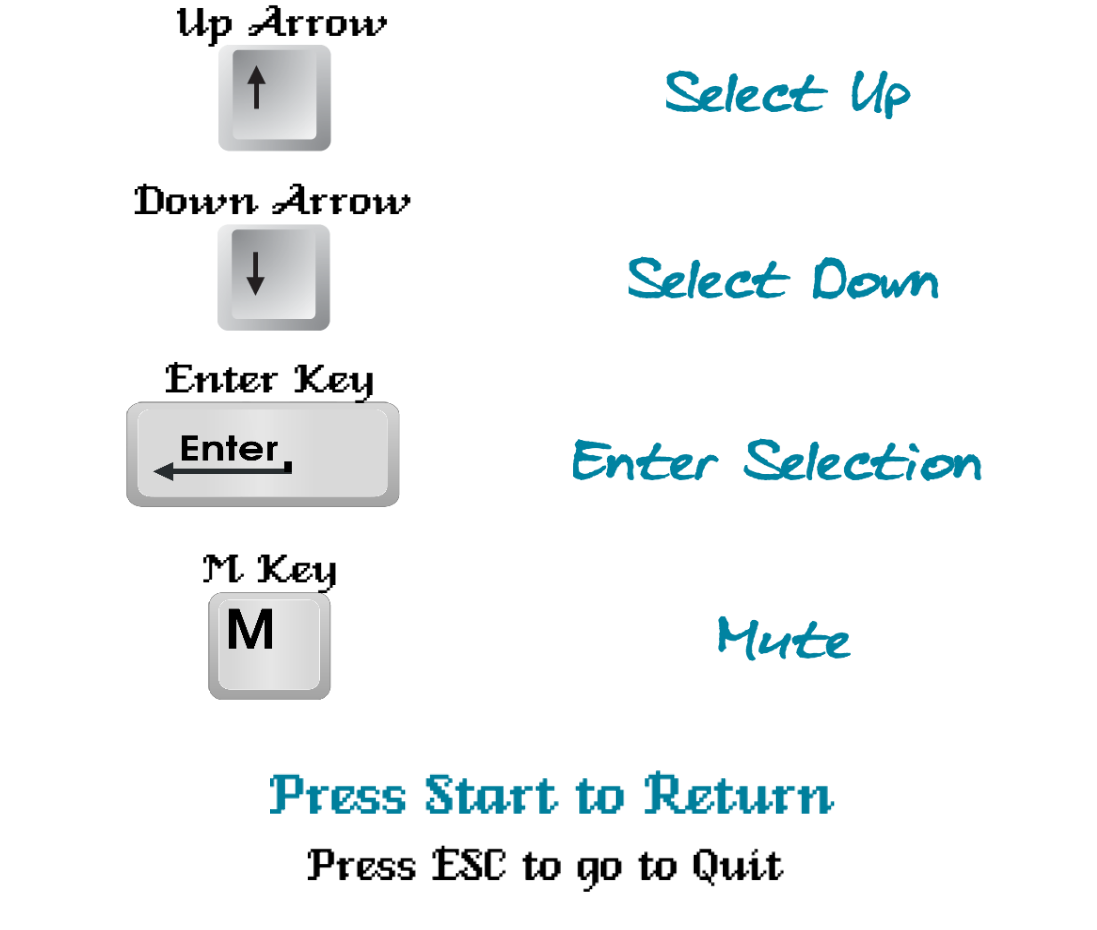 Up Arrow
Select Up
Down Arrow
Select Down
Enter Key
Enter
Enter Selection
M Key
M
Mute
Press Start to Return
Press ESC to go to Quit